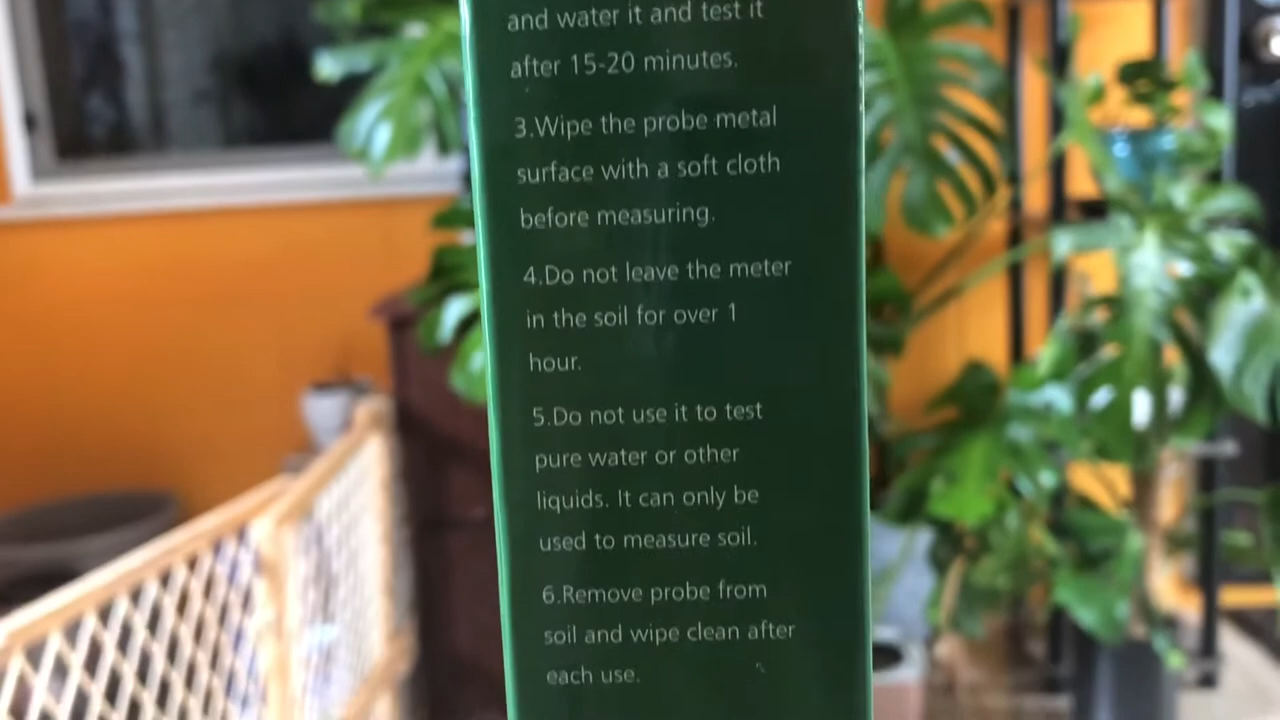 and water it and test it
after 15-20 minutes.
3.Wipe the probe metal
surface with a soft cloth
before measuring.
4.Do not leave the meter
in the soil for over 1
hour.
5.Do not use it to test
pure water or other
liquids. It can only be
used to measure soil.
6.Remove probe from
soil and wipe clean after
each use.